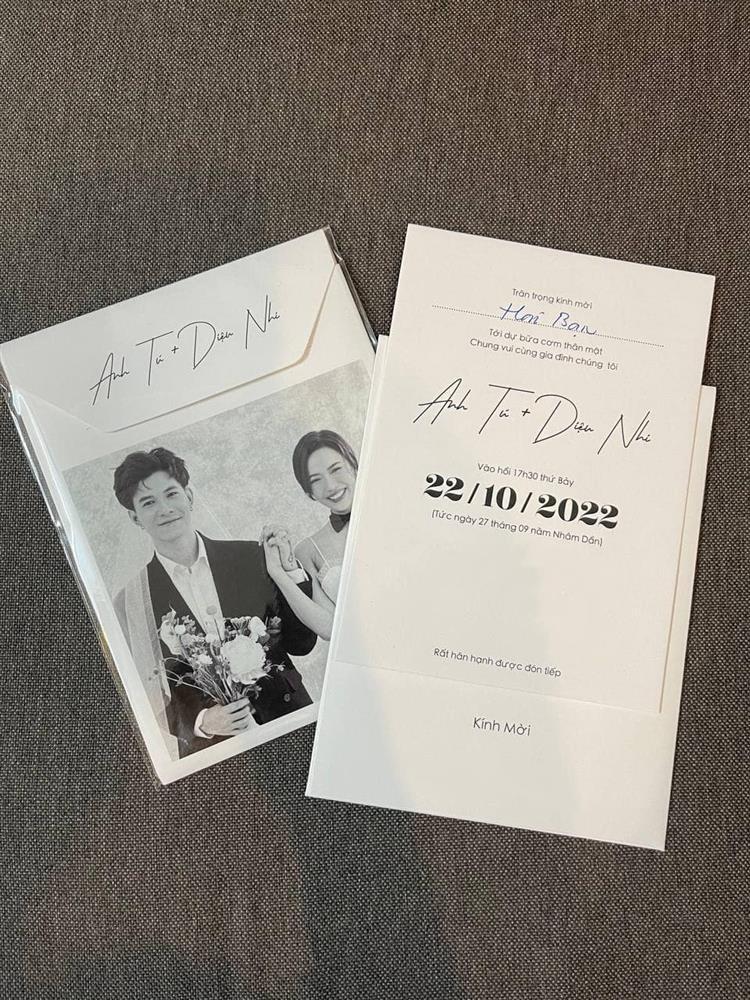 Anh Tú + Diệu Nhi
Trân trọng kính mời
Hai Bạn
Tới dự bữa cơm thân mật
Chung vui cùng gia đình chúng tôi
Anh Tú + Diệu Nhi
Vào hồi 17h30 thứ Bảy
22/10/2022
(Tức ngày 27 tháng 09 năm Nhâm Dần)
Rất hân hạnh được đón tiếp
Kính Mời